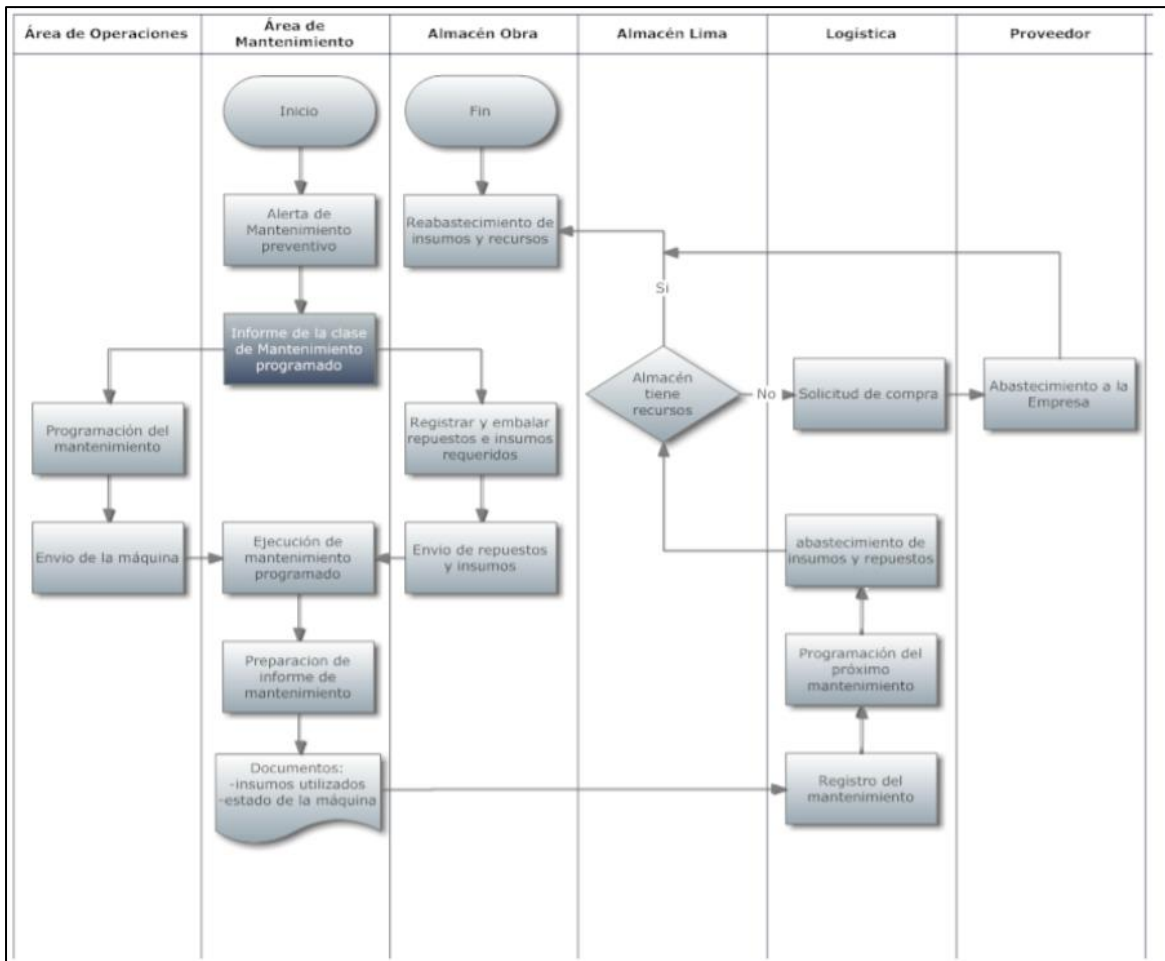 Área de Operaciones
Área de
Mantenimiento
Almacén Obra
Almacén Lima
Logística
Proveedor
Inicio
Fin
Alerta de
Mantenimiento
preventivo
Reabastecimiento de
insumos y recursos
Si
Informe de la clase
de Mantenimiento
programado
Almacén
tiene
recursos
No
Solicitud de compra
Abastecimiento a la
Empresa
Programación del
mantenimiento
Registrar y embalar
repuestos e insumos
requeridos
Envio de la máquina
Ejecución de
mantenimiento
programado
Envio de repuestos
y insumos
abastecimiento de
insumos y repuestos
Preparacion de
informe de
mantenimiento
Programación del
próximo
mantenimiento
Documentos:
-insumos utilizados
-estado de la máquina
Registro del
mantenimiento